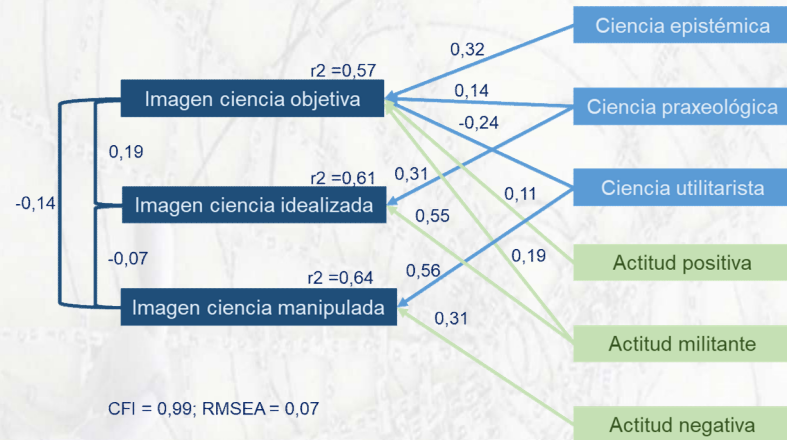 Ciencia epistémica
0,32
r2 =0,57
Imagen ciencia objetiva
0,14
Ciencia praxeológica
-0,24
0,19
r2 =0,61
0,31
Ciencia utilitarista
-0,14
Imagen ciencia idealizada
0,11
0,55
-0,07
0,19
Actitud positiva
r2 =0,64
0,56
Imagen ciencia manipulada
0,31
Actitud militante
CFI = 0,99; RMSEA = 0,07
Actitud negativa